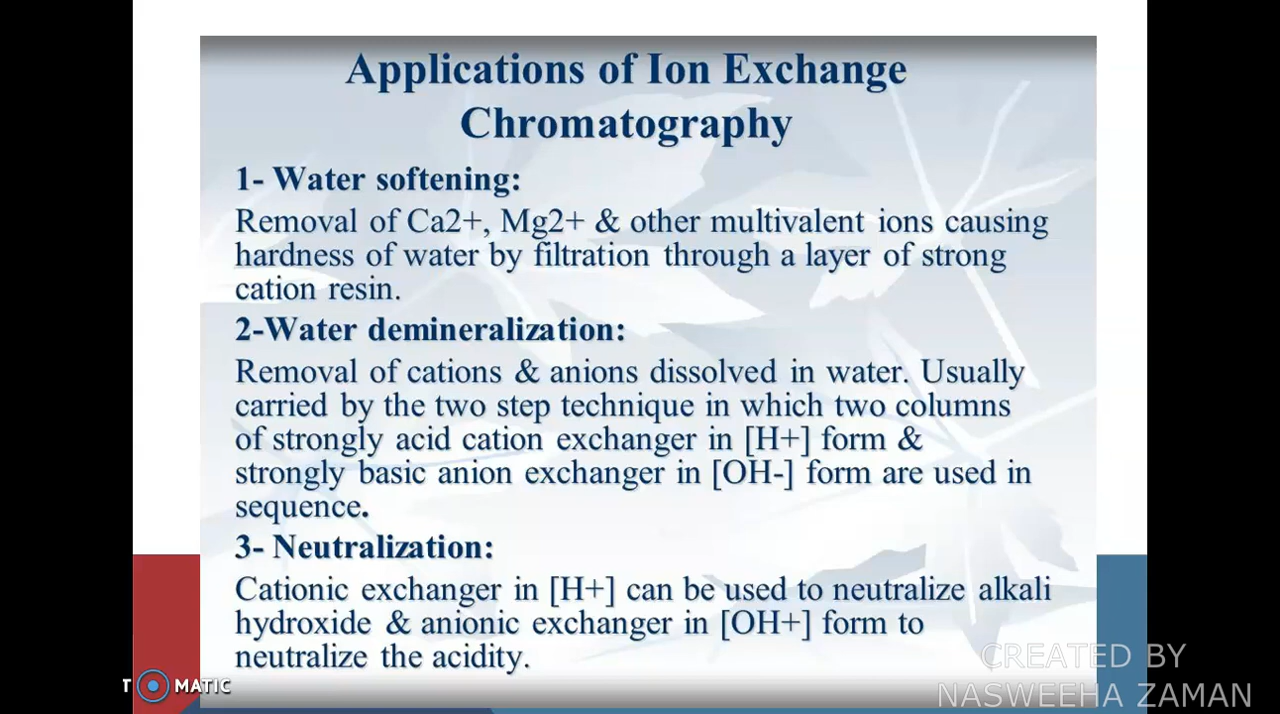 Applications of Ion Exchange
Chromatography
1- Water softening:
Removal of Ca2+, Mg2+ & other multivalent ions causing
hardness of water by filtration through a layer of strong
cation resin.
2-Water demineralization:
Removal of cations & anions dissolved in water. Usually
carried by the two step technique in which two columns
of strongly acid cation exchanger in [H+] form &
strongly basic anion exchanger in [OH-] form are used in
sequence.
3- Neutralization:
Cationic exchanger in [H+] can be used to neutralize alkali
hydroxide & anionic exchanger in [OH+] form to
neutralize the acidity.
CREATED BY
NASWEEHA ZAMAN
MATIC